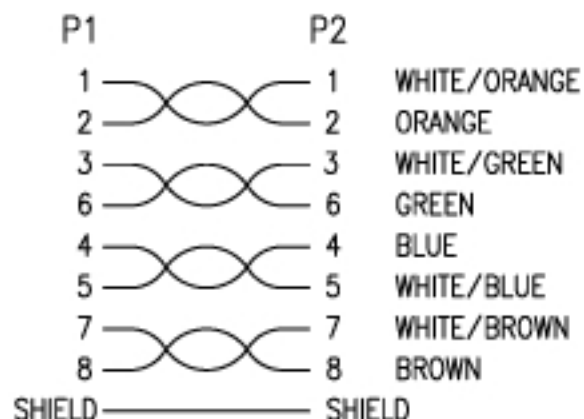 P1 P2
1 1 WHITE/ORANGE
2 2 ORANGE
3 3 WHITE/GREEN
6 6 GREEN
4 4 BLUE
5 5 WHITE/BLUE
7 7 WHITE/BROWN
8 8 BROWN
SHIELD SHIELD